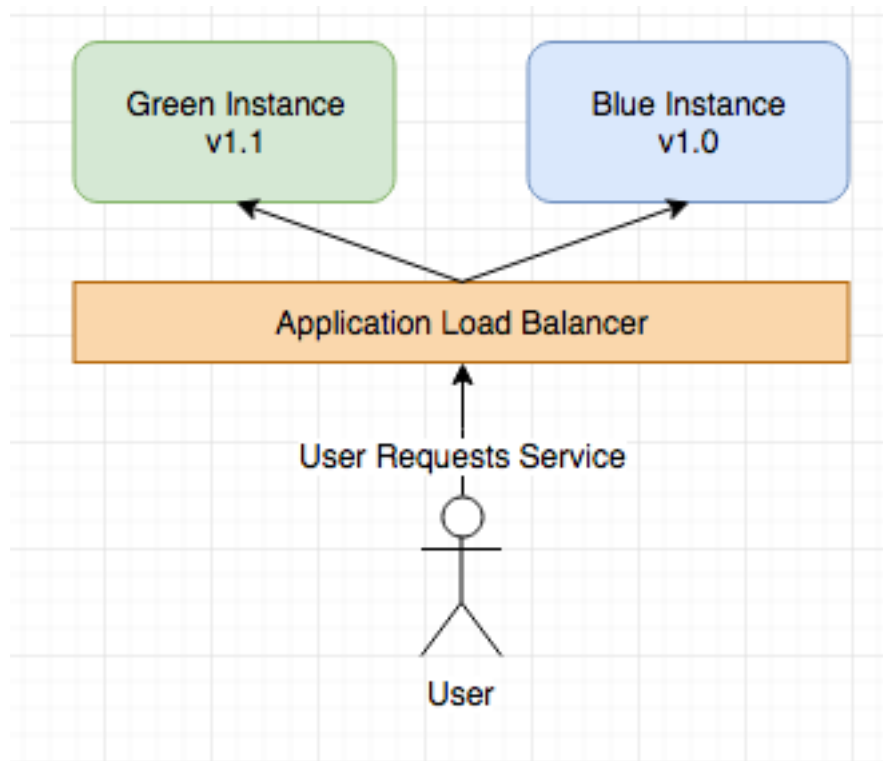 Green Instance
v1.1
Blue Instance
v1.0
Application Load Balancer
User Requests Service
User